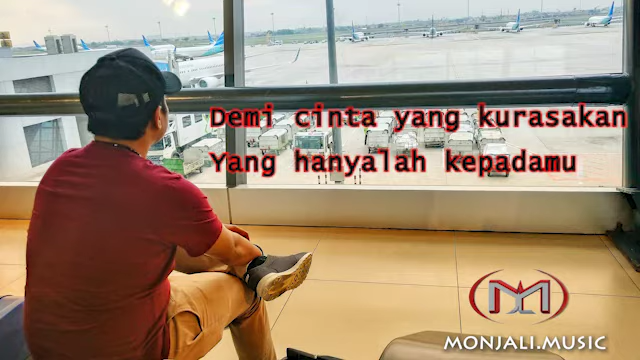 Demi cinta yang kurasakan
Yang hanyalah kepadamu
MONJALI.MUSIC